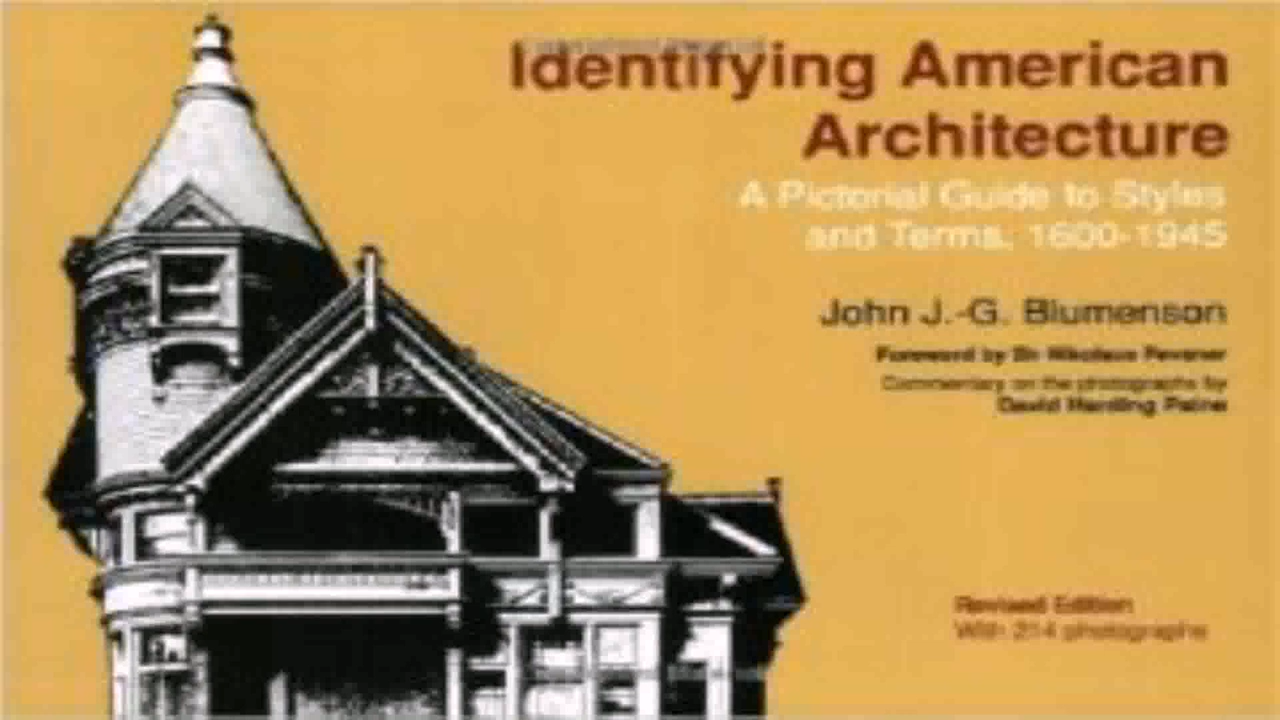 Identifying American
Architecture
A Pictorial Guide to Styles
and Terms, 1600-1945
John J.-G. Blumenson
Foreword by Sir Nikolaus Pevsner
Commentary on the photographs by
David Harding Paine
Revised Edition
With 214 photographs